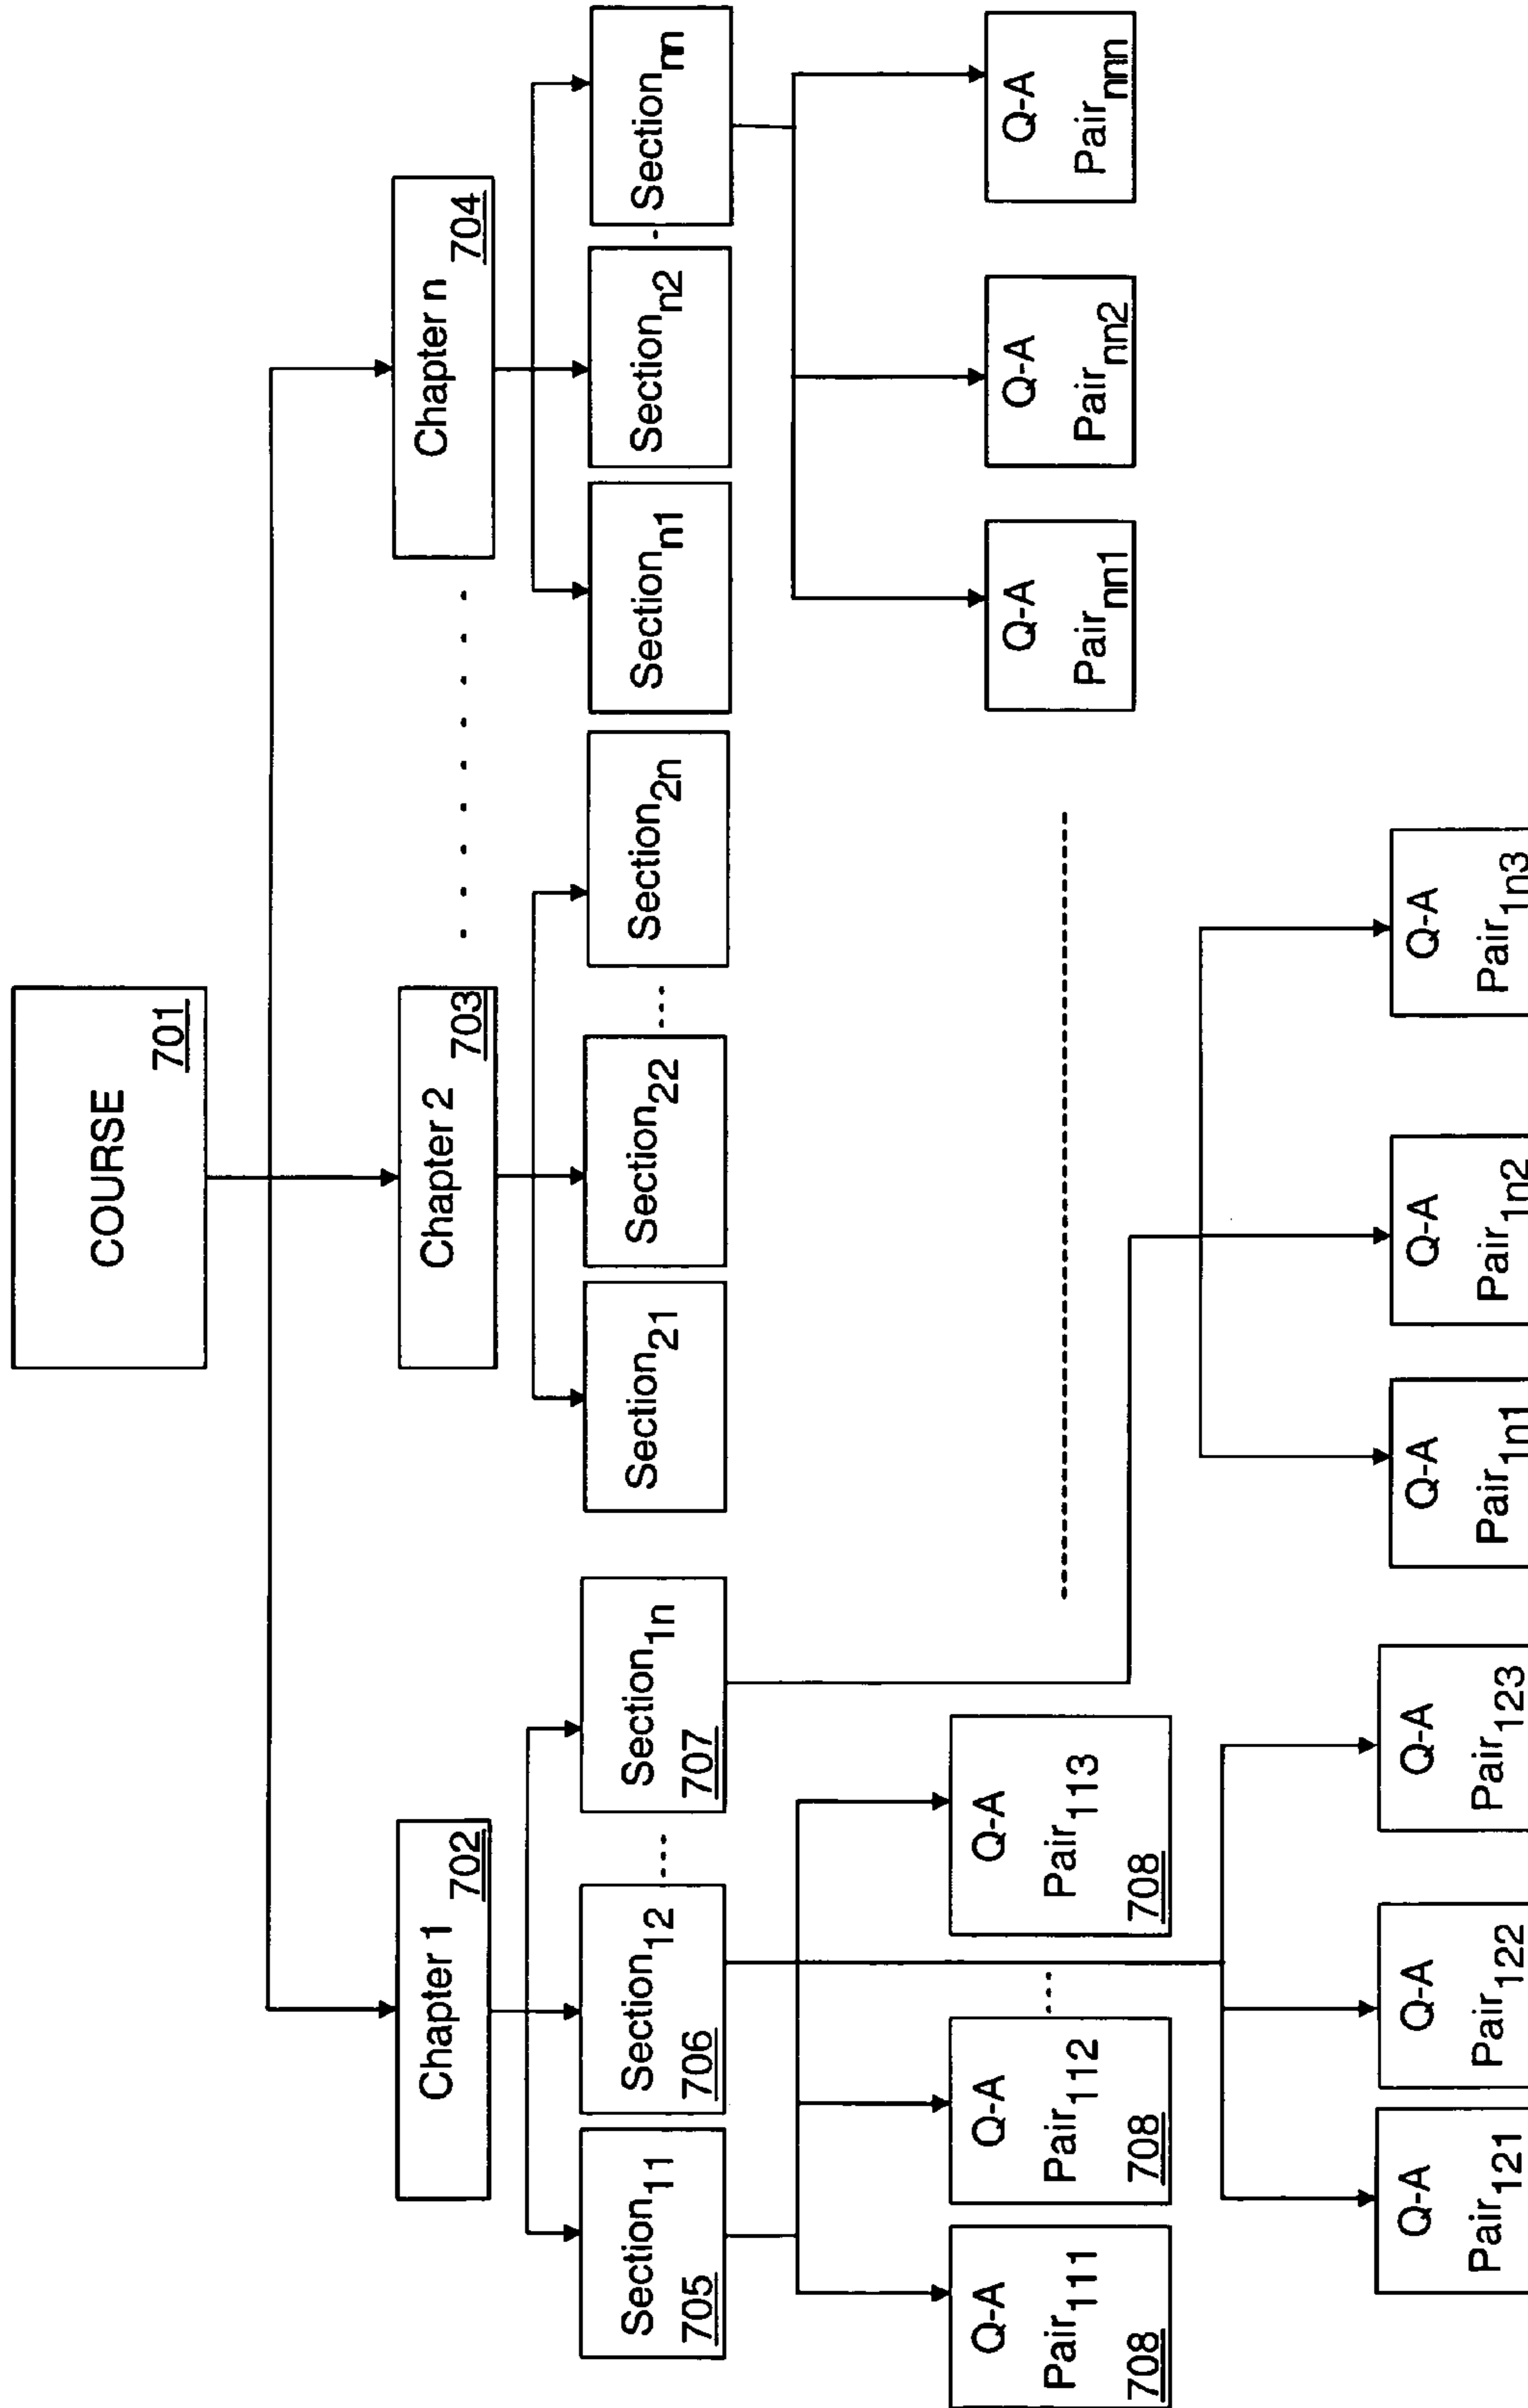 COURSE
701
Chapter 1
702
Chapter 2
703
Chapter n
704
Section11
705
Section12
706
Section1n
707
Section21
Section22
Section2n
Sectionn1
Sectionn2
Sectionnn
Q-A
Pair111
708
Q-A
Pair112
708
Q-A
Pair113
708
Q-A
Pairnn1
Q-A
Pairnn2
Q-A
Pairnnn
Q-A
Pair121
Q-A
Pair122
Q-A
Pair123
Q-A
Pair1n1
Q-A
Pair1n2
Q-A
Pair1n3